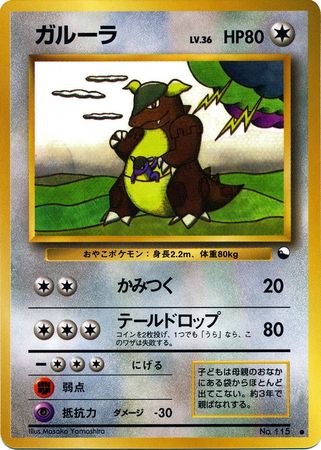 ガルーラ LV.36 HP80
おやこポケモン：身長2.2m、体重80kg
かみつく 20
テールドロップ 80
コインを2枚投げ、1つでも「うら」なら、こ
のワザは失敗する。
にげる
弱点
抵抗力 ダメージ -30
子どもは母親のおなか
にある袋からほとんど
出てこない。約3年で
親ばなれする。
Illus.Masako Yamashita
No.115